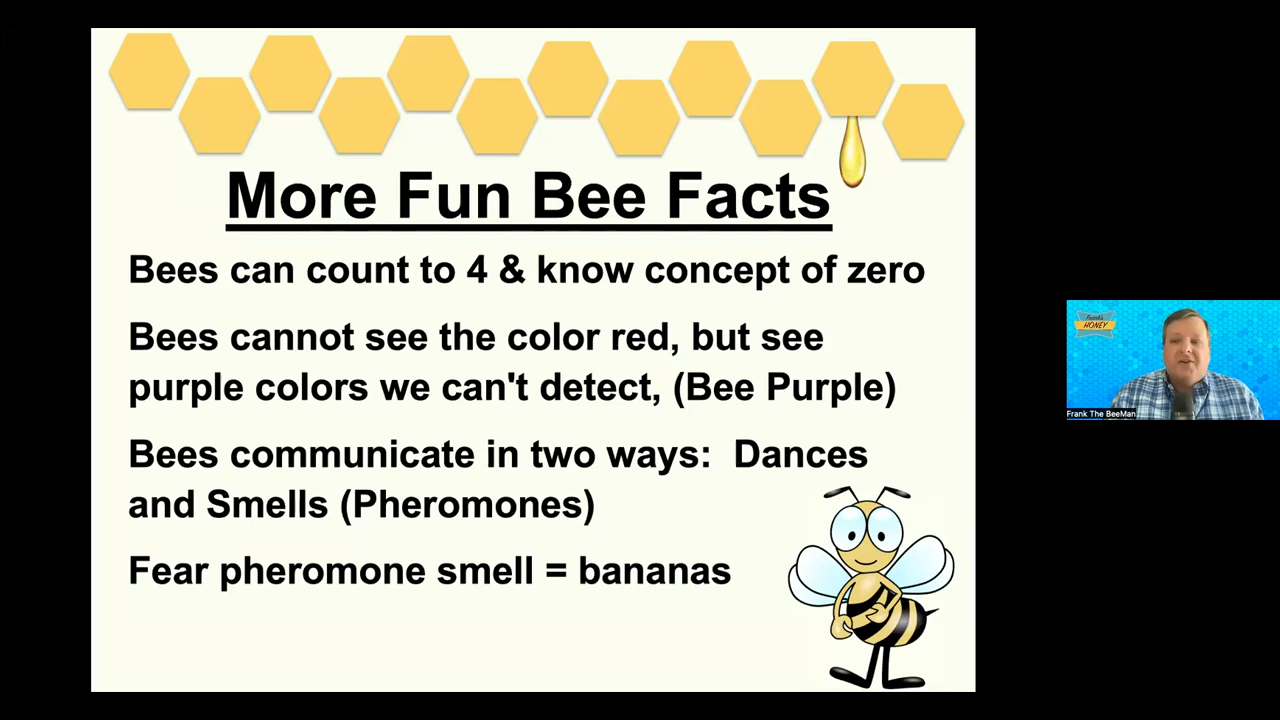 More Fun Bee Facts
Bees can count to 4 & know concept of zero
Bees cannot see the color red, but see
purple colors we can't detect, (Bee Purple)
Bees communicate in two ways:  Dances
and Smells (Pheromones)
Fear pheromone smell = bananas
Frank's
HONEY
Frank The BeeMan